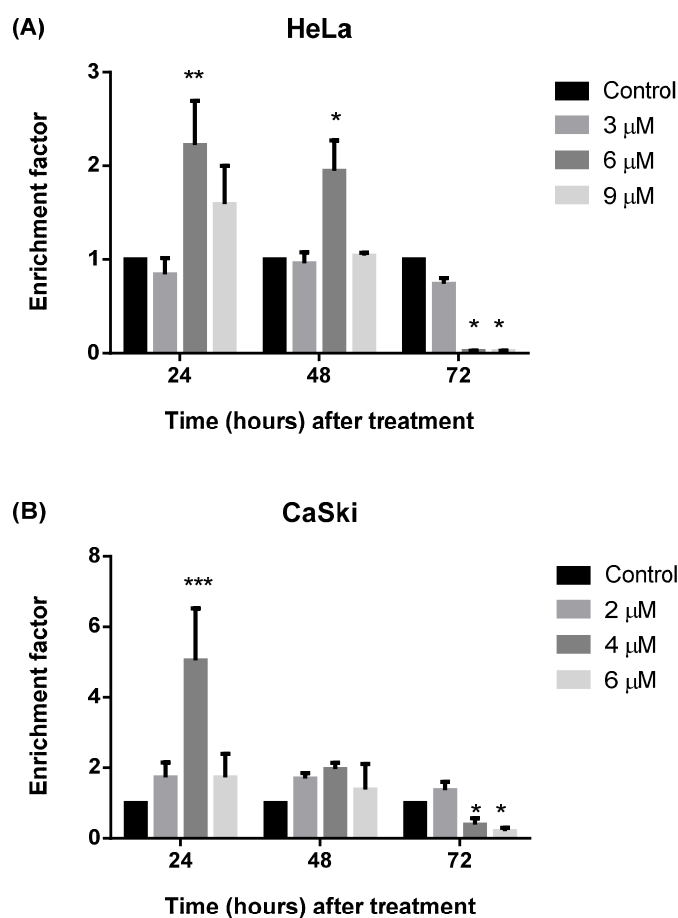 (A)
HeLa
Enrichment factor
3
2
1
0
**
*
* *
Control
3 μM
6 μM
9 μM
24 48 72
Time (hours) after treatment
(B)
CaSki
Enrichment factor
8
6
4
2
0
***
* *
Control
2 μM
4 μM
6 μM
24 48 72
Time (hours) after treatment